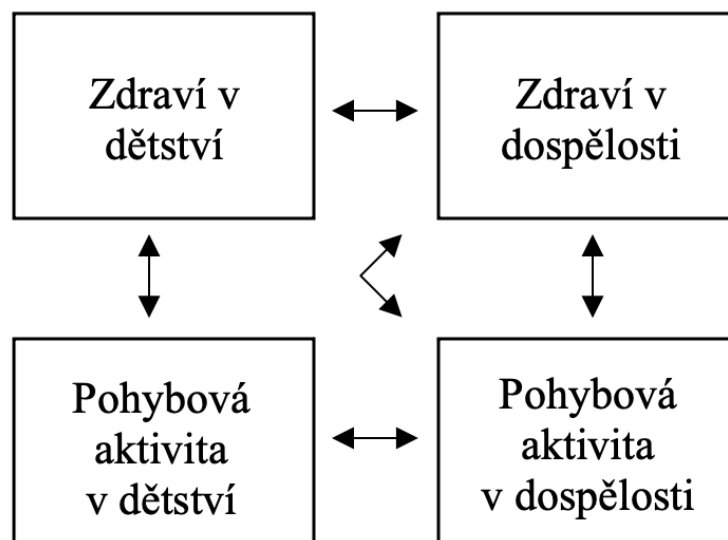 Zdraví v
dětství
Zdraví v
dospělosti
Pohybová
aktivita
v dětství
Pohybová
aktivita
v dospělosti